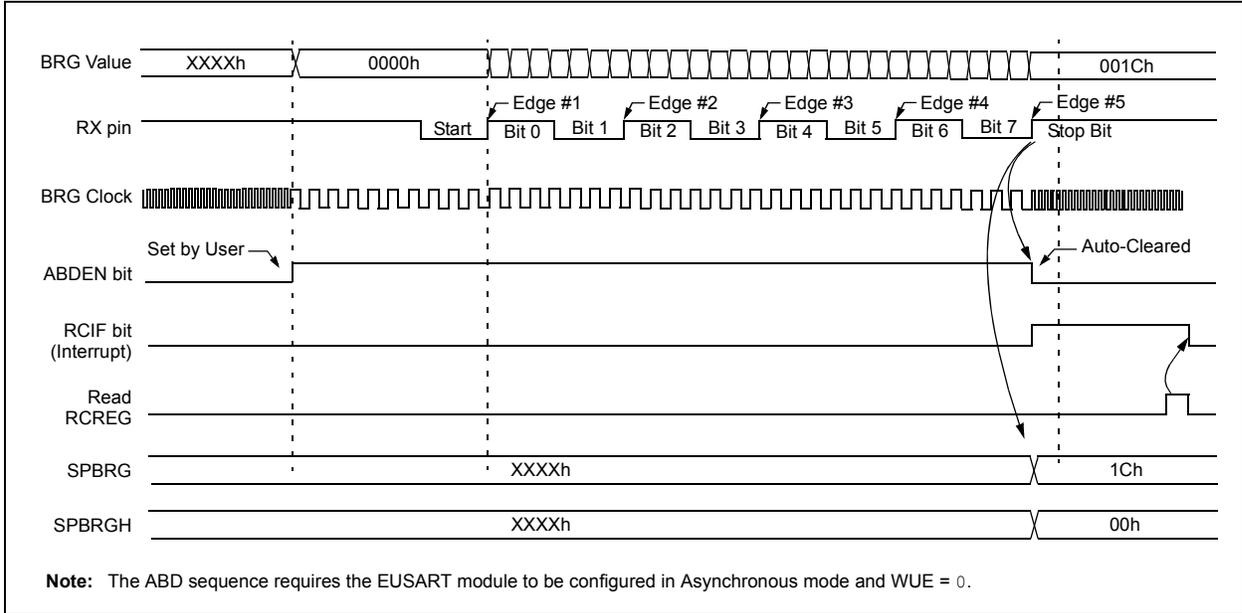 BRG Value XXXXh 0000h 001Ch
Edge #1 Edge #2 Edge #3 Edge #4 Edge #5
RX pin Start Bit 0 Bit 1 Bit 2 Bit 3 Bit 4 Bit 5 Bit 6 Bit 7 Stop Bit
BRG Clock
Set by User Auto-Cleared
ABDEN bit
RCIF bit
(Interrupt)
Read
RCREG
SPBRG XXXXh 1Ch
SPBRGH XXXXh 00h
Note: The ABD sequence requires the EUSART module to be configured in Asynchronous mode and WUE = 0.